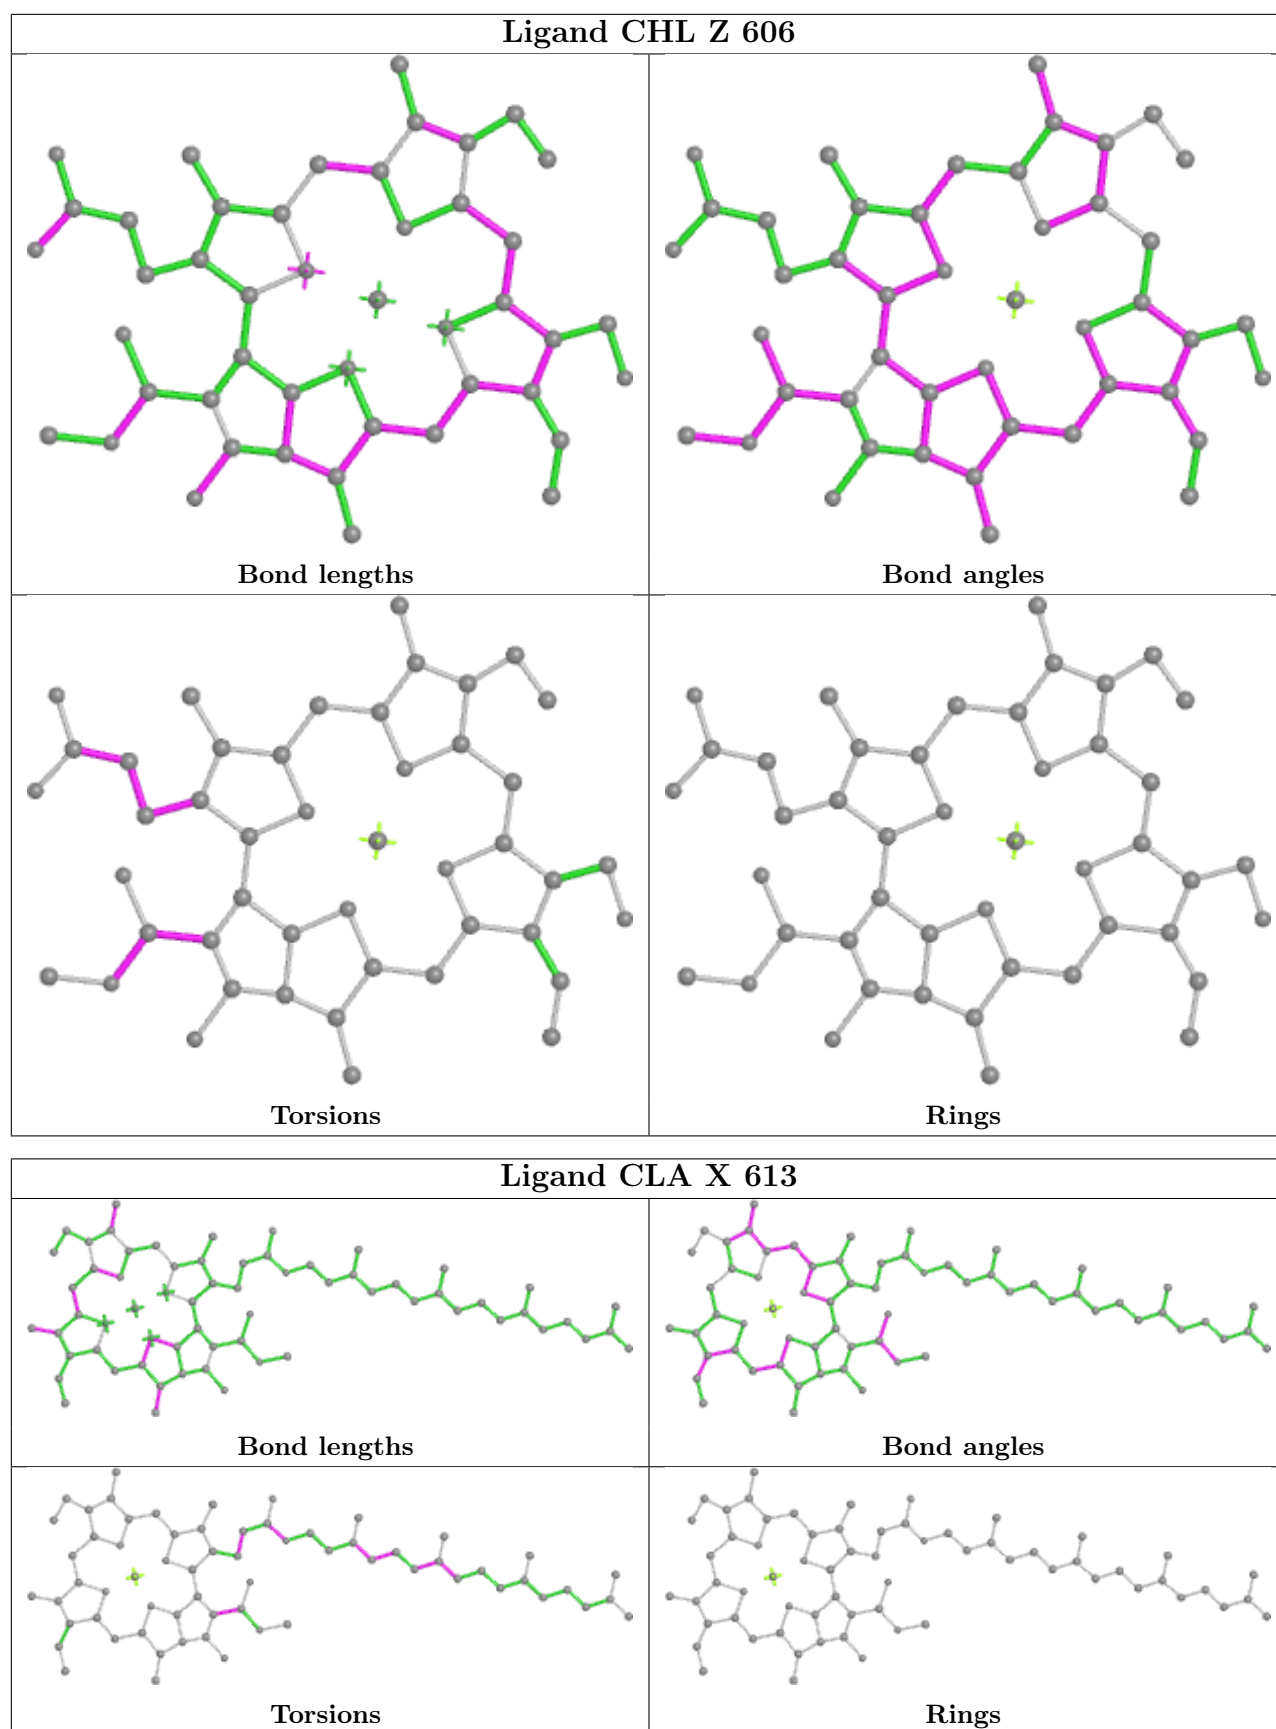 Ligand CHL Z 606
Bond lengths
Bond angles
Torsions
Rings
Ligand CLA X 613
Bond lengths
Bond angles
Torsions
Rings